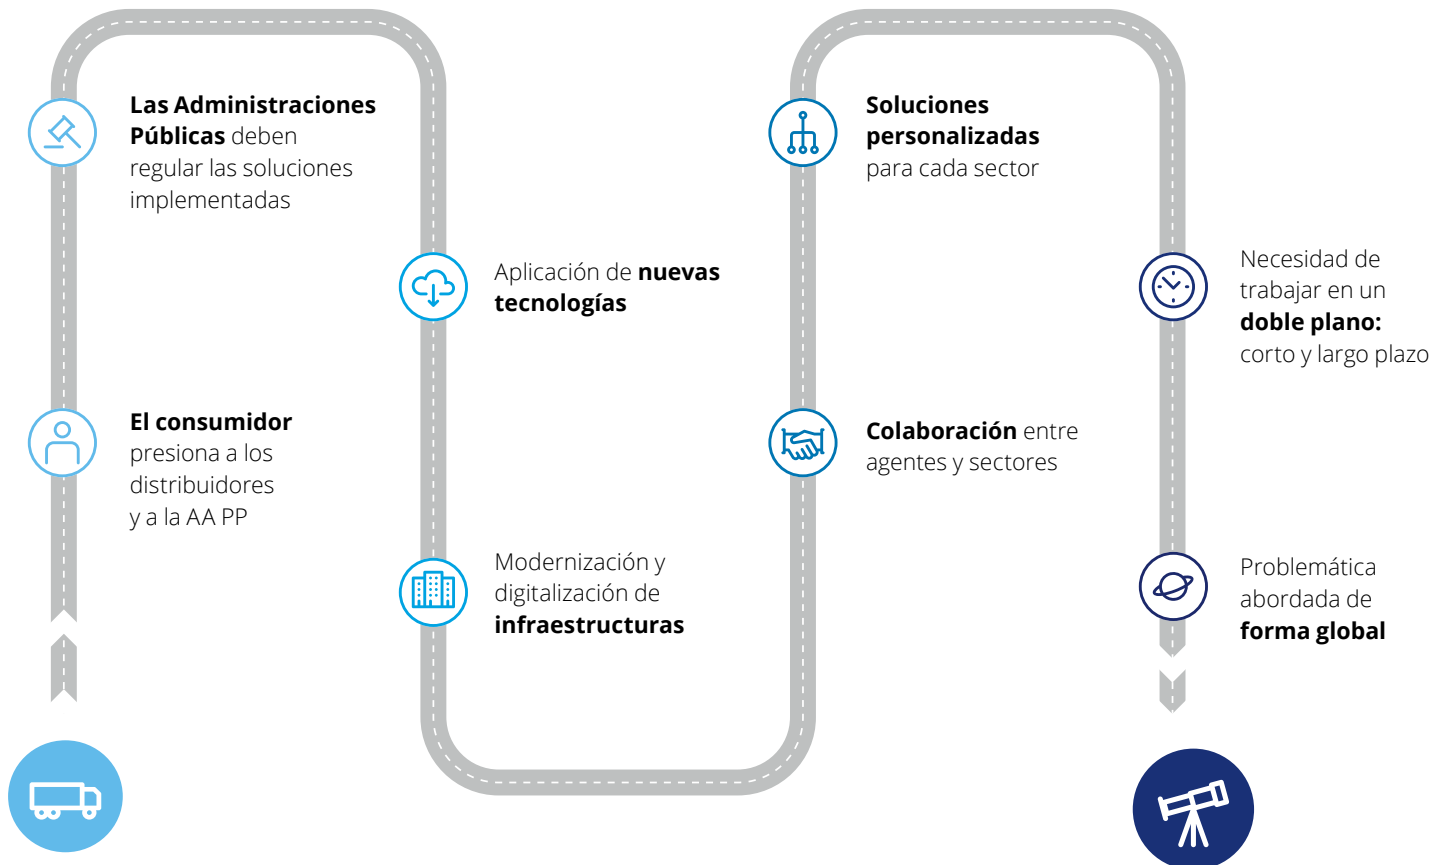 Las Administraciones
Públicas deben
regular las soluciones
implementadas
El consumidor
presiona a los
distribuidores
y a la AA PP
Aplicación de nuevas
tecnologías
Modernización y
digitalización de
infraestructuras
Soluciones
personalizadas
para cada sector
Colaboración entre
agentes y sectores
Necesidad de
trabajar en un
doble plano:
corto y largo plazo
Problemática
abordada de
forma global